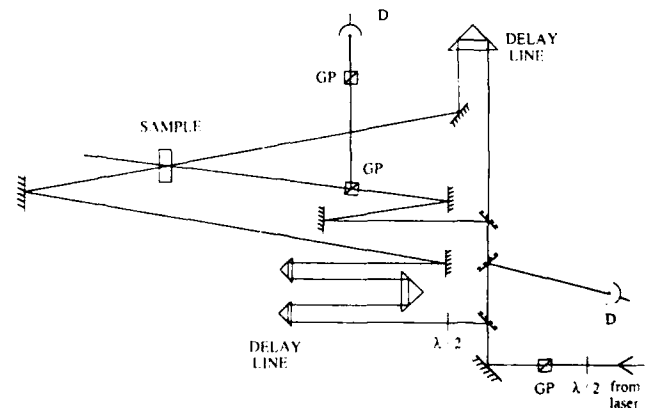 D
DELAY
LINE
GP
SAMPLE
GP
D
DELAY
LINE
λ/2
GP
λ/2
from
laser